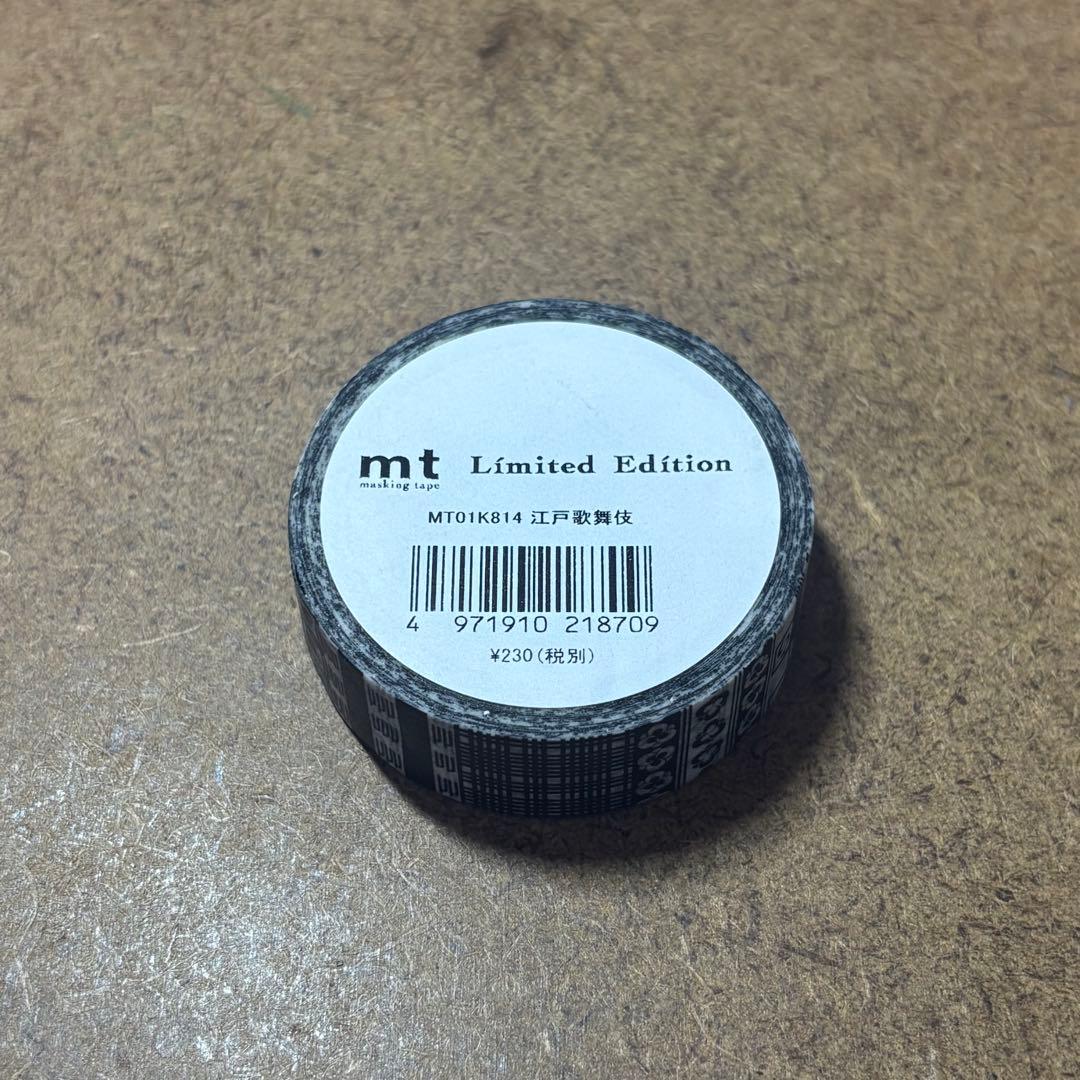 mt Límited Edítion
masking tape
MT01K814 江戸歌舞伎
4 971910 218709
¥230(税別)